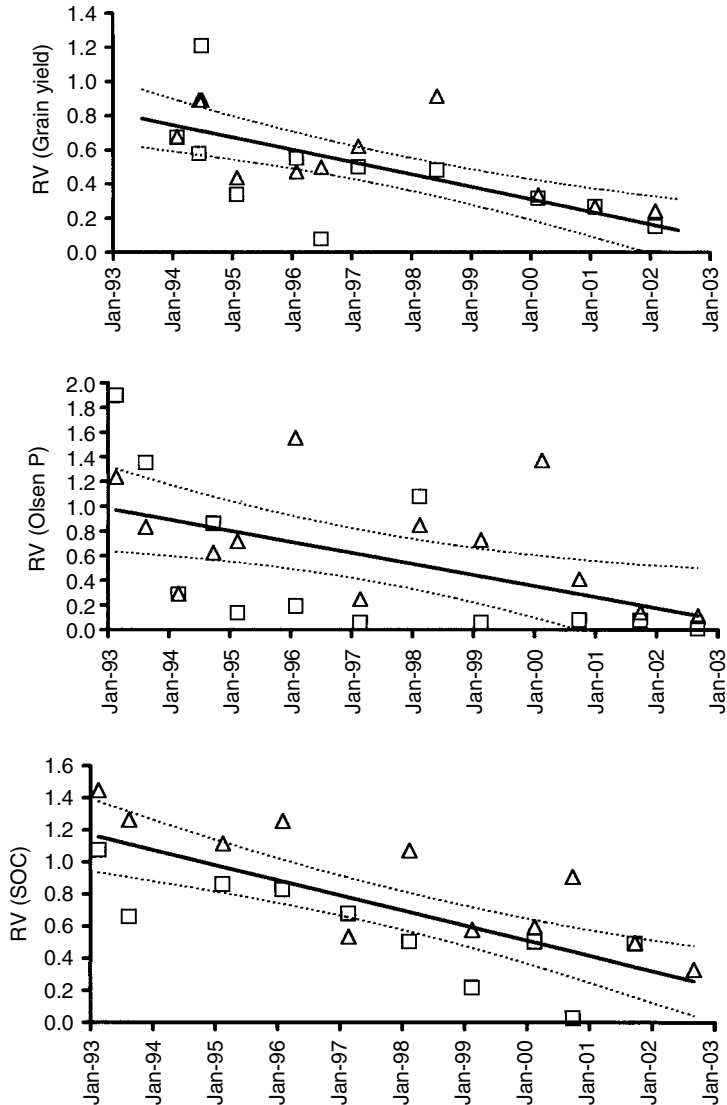 RV (Grain yield)
1.4
1.2
1.0
0.8
0.6
0.4
0.2
0.0
Jan-93
Jan-94
Jan-95
Jan-96
Jan-97
Jan-98
Jan-99
Jan-00
Jan-01
Jan-02
Jan-03
RV (Olsen P)
2.0
1.8
1.6
1.4
1.2
1.0
0.8
0.6
0.4
0.2
0.0
Jan-93
Jan-94
Jan-95
Jan-96
Jan-97
Jan-98
Jan-99
Jan-00
Jan-01
Jan-02
Jan-03
RV (SOC)
1.6
1.4
1.2
1.0
0.8
0.6
0.4
0.2
0.0
Jan-93
Jan-94
Jan-95
Jan-96
Jan-97
Jan-98
Jan-99
Jan-00
Jan-01
Jan-02
Jan-03